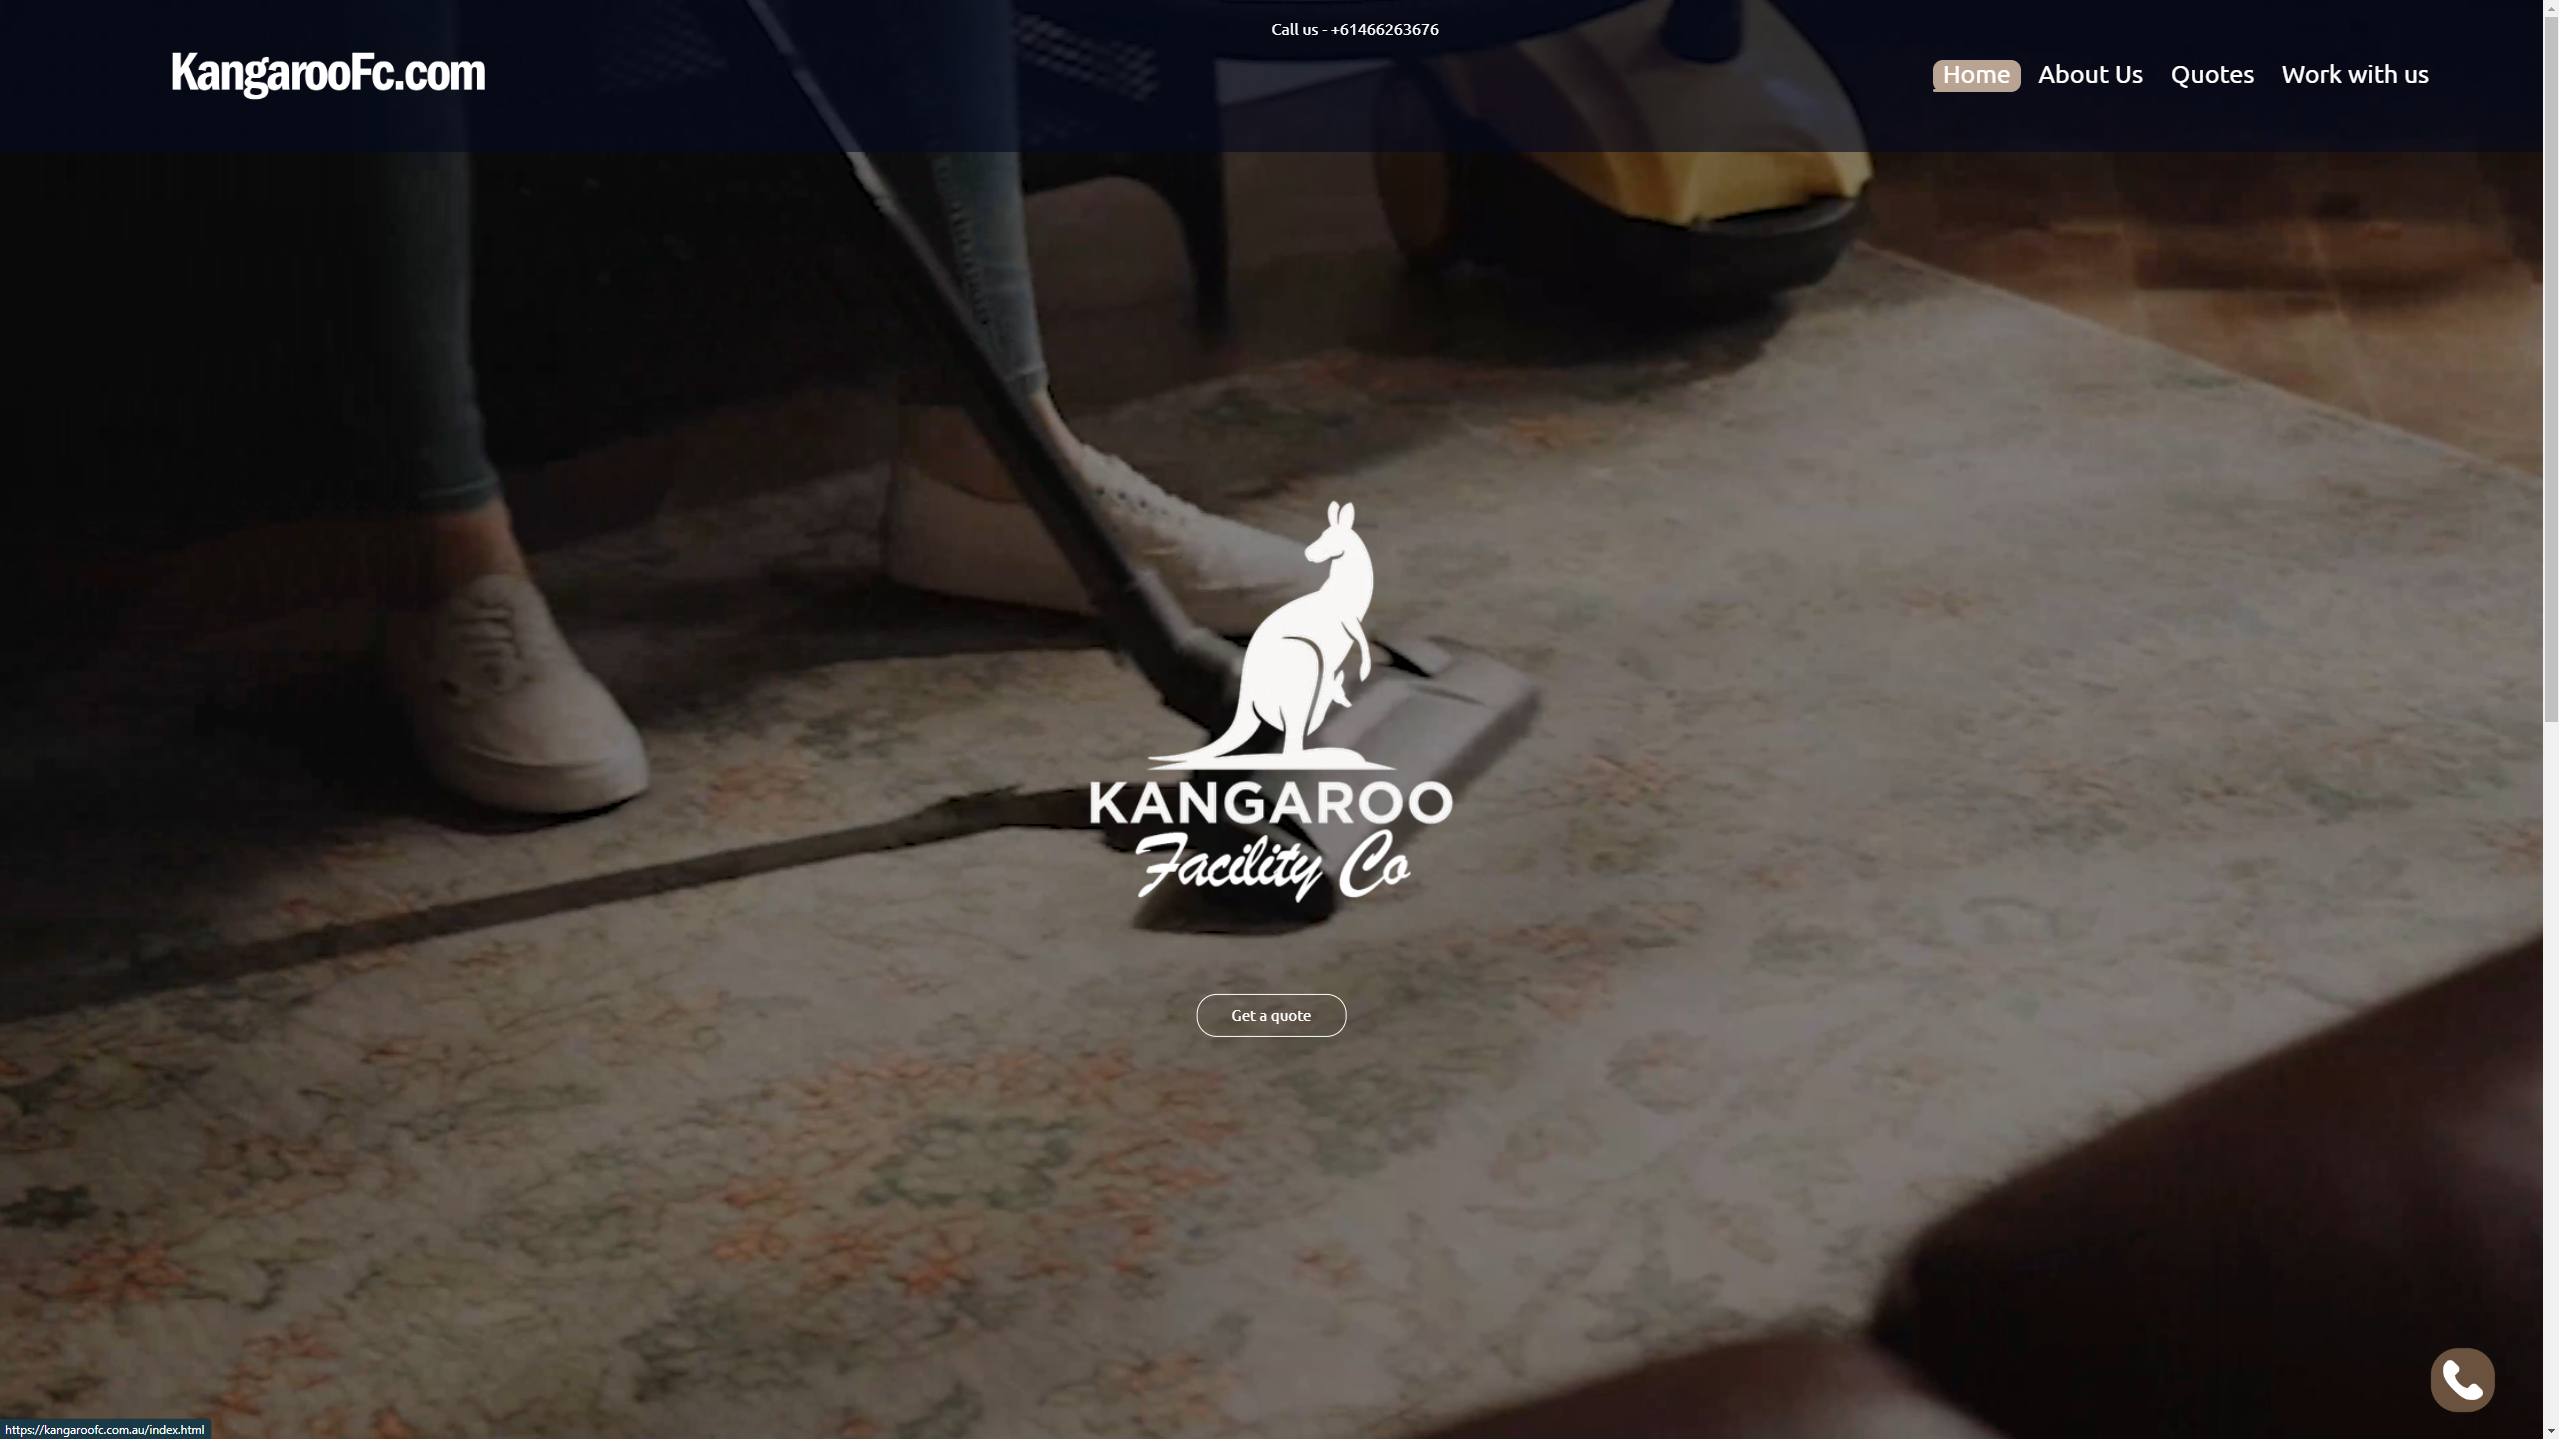 Call us - +61466263676
KangarooFc.com
Home About Us Quotes Work with us
KANGAROO
Facility Co
Get a quote
https://kangaroofc.com.au/index.html